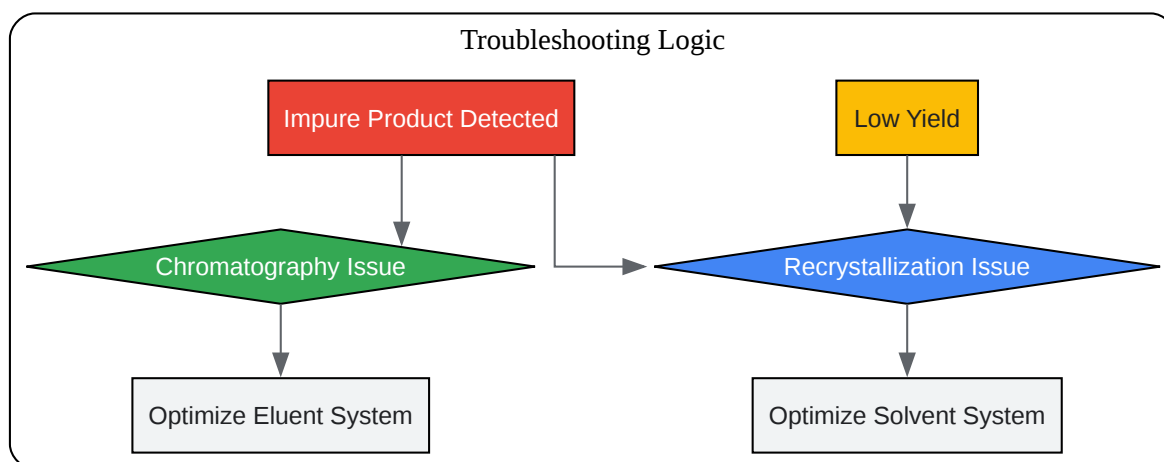 Troubleshooting Logic
Impure Product Detected
Low Yield
Chromatography Issue
Recrystallization Issue
Optimize Eluent System
Optimize Solvent System